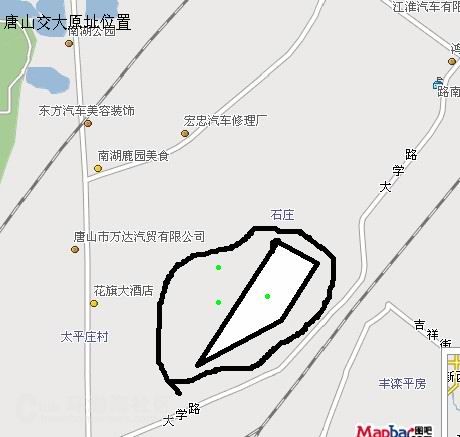 唐山交大原址位置
南湖公园
江淮汽车有限
鸿
路南
东方汽车美容装饰
宏忠汽车修理厂
南湖鹿园美食
大学路
石庄
唐山市万达汽贸有限公司
花旗大酒店
太平庄村
吉祥街
新西
丰滦平房
大学路
Mapbar图吧